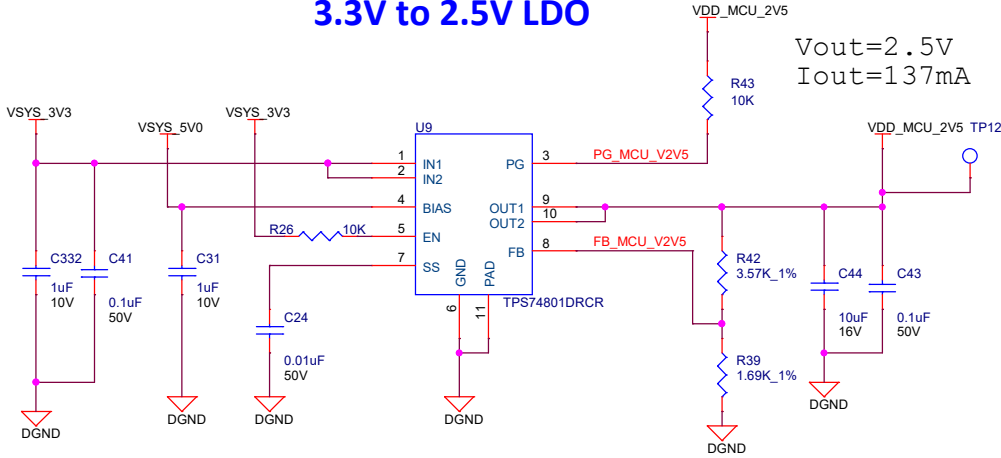 3.3V to 2.5V LDO
VDD_MCU_2V5
Vout=2.5V
Iout=137mA
R43
10K
VSYS_3V3
VSYS_5V0
VSYS_3V3
U9
VDD_MCU_2V5
TP12
1
IN1
2
IN2
4
BIAS
5
EN
7
SS
PG
3
PG_MCU_V2V5
OUT1
9
OUT2
10
FB
8
FB_MCU_V2V5
GND
6
PAD
11
TPS74801DRCR
R26
10K
C332
1uF
10V
C41
0.1uF
50V
C31
1uF
10V
C24
0.01uF
50V
R42
3.57K_1%
R39
1.69K_1%
C44
10uF
16V
C43
0.1uF
50V
DGND
DGND
DGND
DGND
DGND
DGND